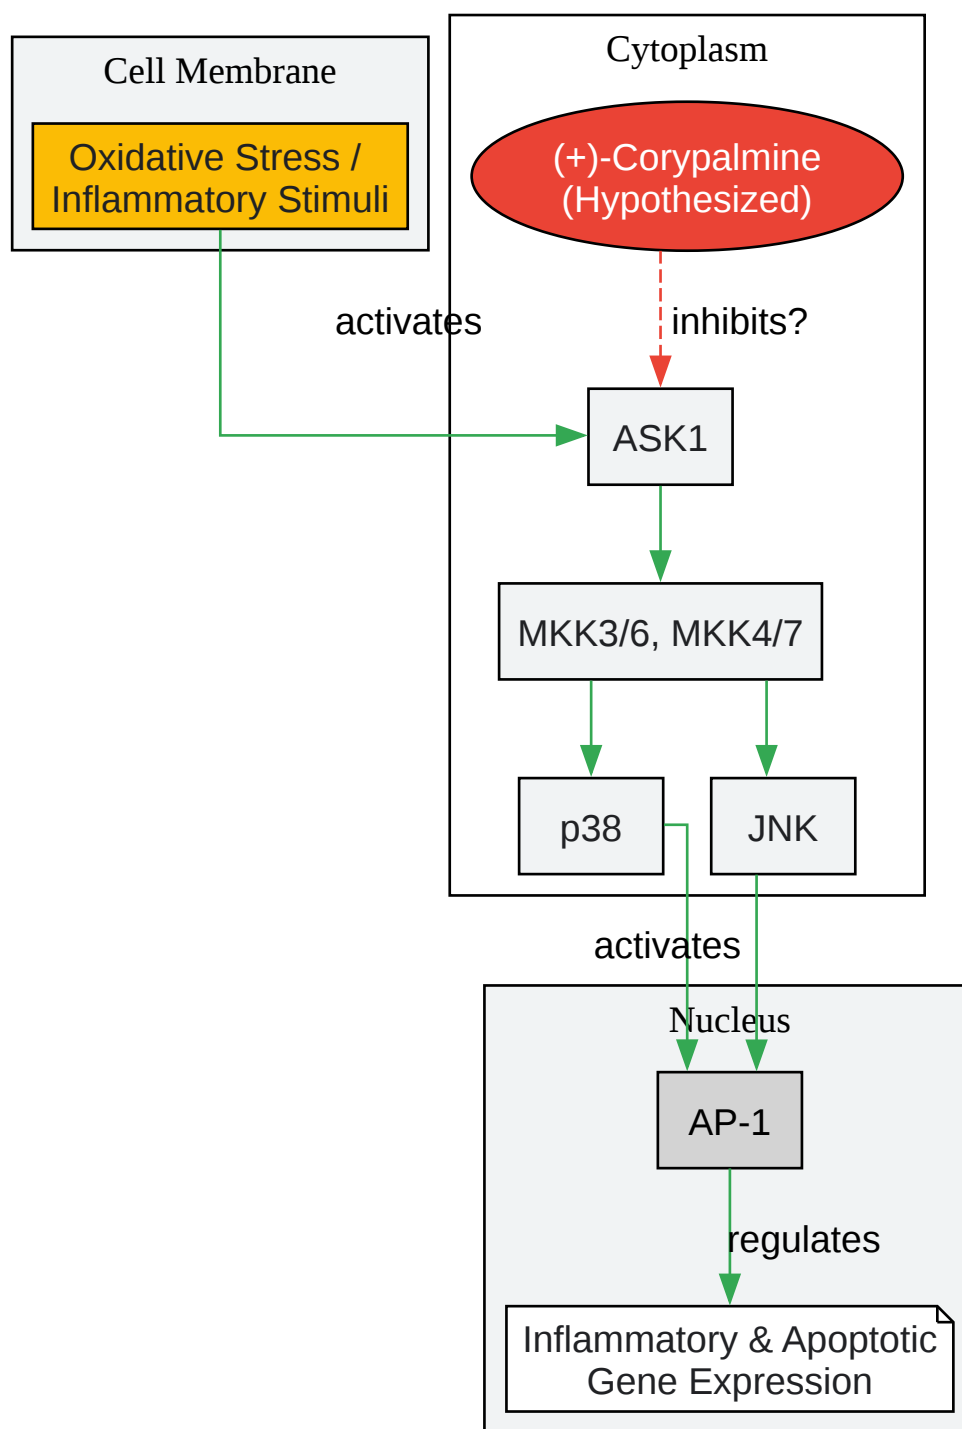 Cell Membrane
Oxidative Stress /
Inflammatory Stimuli
Cytoplasm
(+)-Corypalmine
(Hypothesized)
activates
inhibits?
ASK1
MKK3/6, MKK4/7
p38
JNK
activates
Nucleus
AP-1
regulates
Inflammatory & Apoptotic
Gene Expression